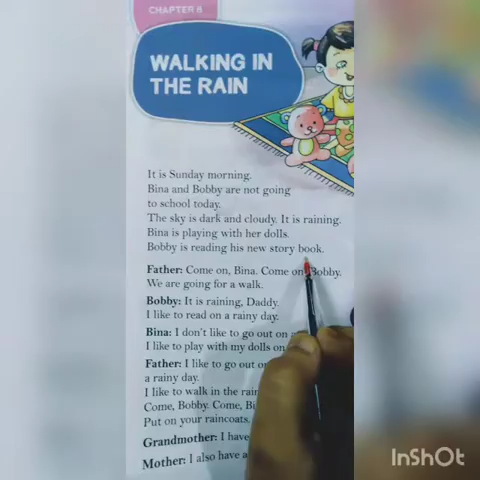 CHAPTER 8
WALKING IN
THE RAIN
It is Sunday morning.
Bina and Bobby are not going
to school today.
The sky is dark and cloudy. It is raining.
Bina is playing with her dolls.
Bobby is reading his new story book.
Father: Come on, Bina. Come on, Bobby.
We are going for a walk.
Bobby: It is raining, Daddy.
I like to read on a rainy day.
Bina: I don't like to go out on
I like to play with my dolls on
Father: I like to go out
a rainy day.
I like to walk in the
Come, Bobby. Come,
Put on your raincoats.
Grandmother: I have
Mother: I also have a
InShOt